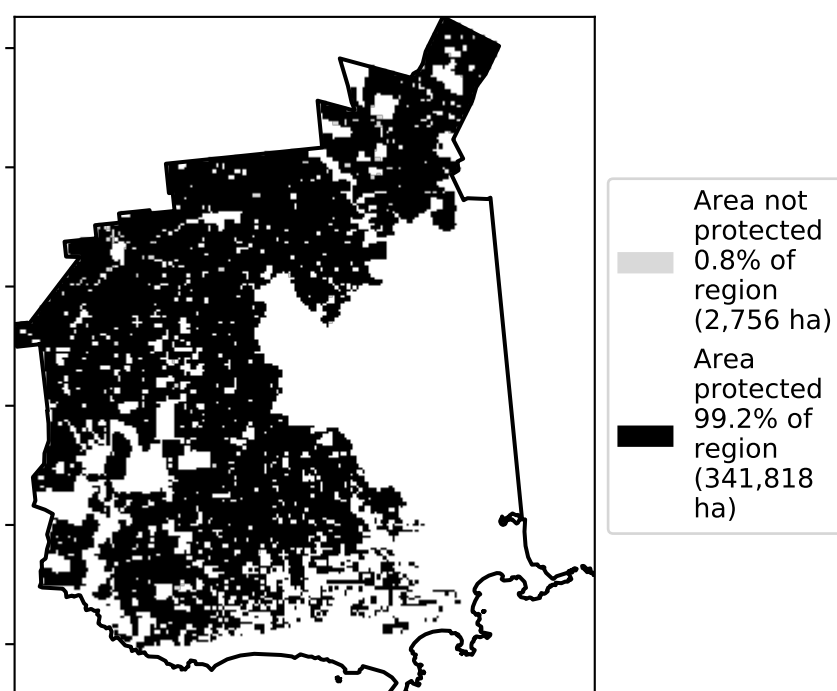 Area not
protected
0.8% of
region
(2,756 ha)
Area
protected
99.2% of
region
(341,818
ha)